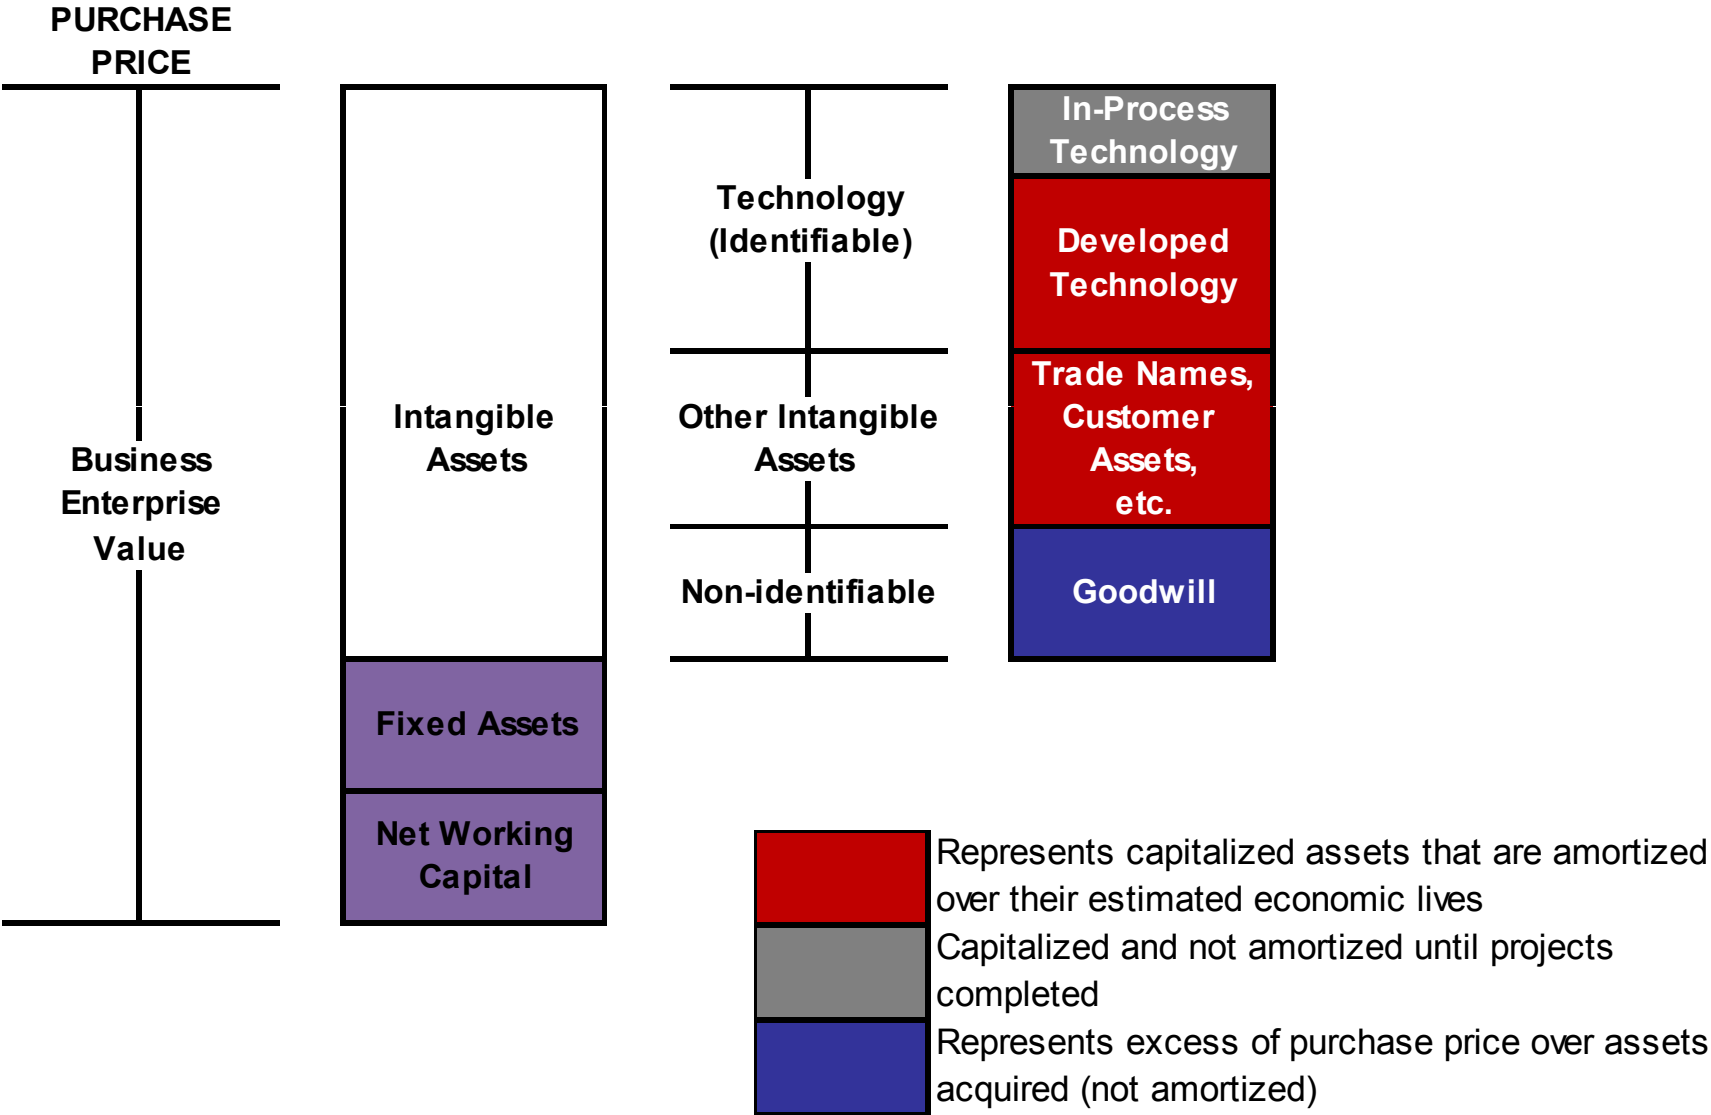 PURCHASE
PRICE
Business
Enterprise
Value
Intangible
Assets
Fixed Assets
Net Working
Capital
Technology
(Identifiable)
Other Intangible
Assets
Non-identifiable
In-Process
Technology
Developed
Technology
Trade Names,
Customer
Assets,
etc.
Goodwill
Represents capitalized assets that are amortized
over their estimated economic lives
Capitalized and not amortized until projects
completed
Represents excess of purchase price over assets
acquired (not amortized)